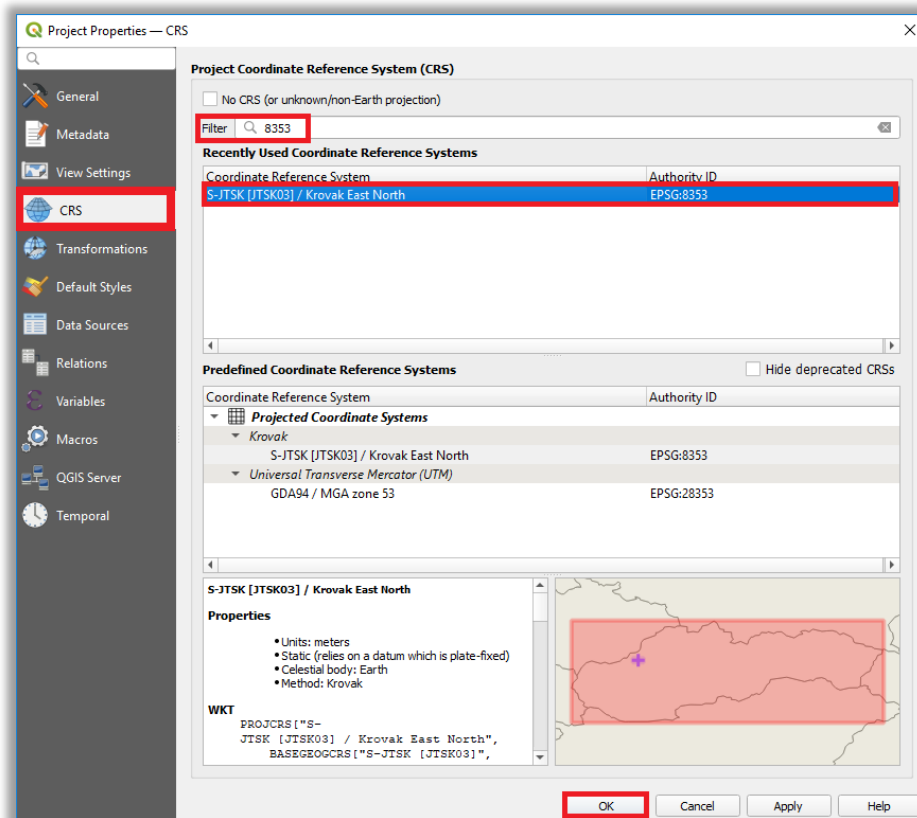 Project Properties — CRS
General
Metadata
View Settings
CRS
Transformations
Default Styles
Data Sources
Relations
Variables
Macros
QGIS Server
Temporal
Project Coordinate Reference System (CRS)
No CRS (or unknown/non-Earth projection)
Filter 8353
Recently Used Coordinate Reference Systems
Coordinate Reference System Authority ID
S-JTSK [JTSK03] / Krovak East North EPSG:8353
Predefined Coordinate Reference Systems Hide deprecated CRSs
Coordinate Reference System Authority ID
Projected Coordinate Systems
Krovak
S-JTSK [JTSK03] / Krovak East North EPSG:8353
Universal Transverse Mercator (UTM)
GDA94 / MGA zone 53 EPSG:28353
S-JTSK [JTSK03] / Krovak East North
Properties
• Units: meters
• Static (relies on a datum which is plate-fixed)
• Celestial body: Earth
• Method: Krovak
WKT
PROJCRS["S-
JTSK [JTSK03] / Krovak East North",
BASEGEOGCRS["S-JTSK [JTSK03]",
OK Cancel Apply Help